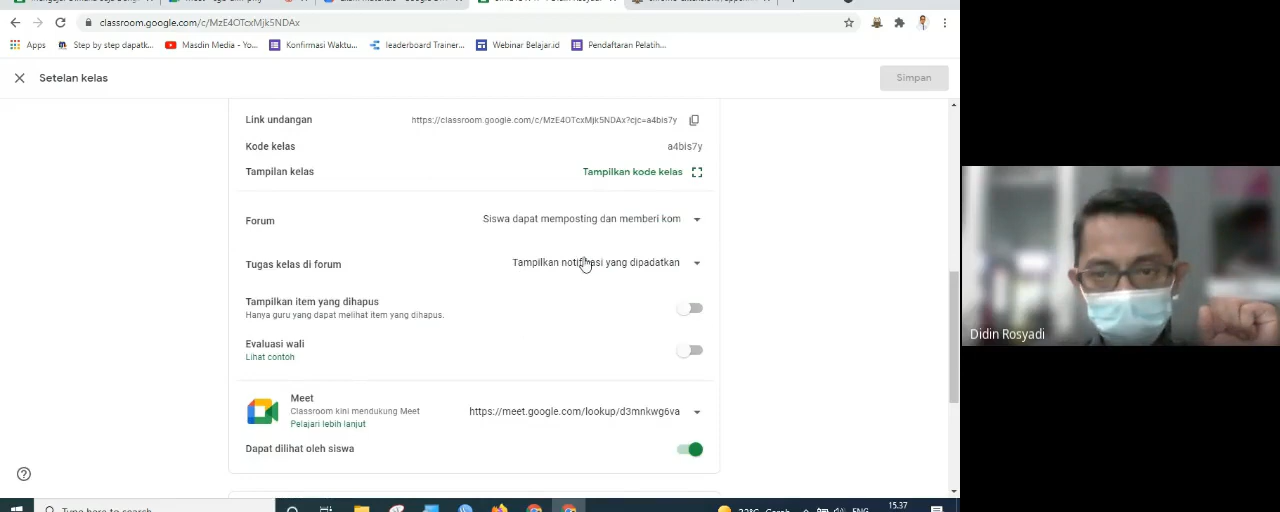 classroom.google.com/c/MzE4OTcxMjk5NDAx
Apps Step by step dapatk... Masdin Media - Yo... Konfirmasi Waktu... leaderboard Trainer... Webinar Belajar.id Pendaftaran Pelatih...
Setelan kelas Simpan
Link undangan https://classroom.google.com/c/MzE4OTcxMjk5NDAx?cjc=a4bis7y
Kode kelas a4bis7y
Tampilan kelas Tampilkan kode kelas
Forum Siswa dapat memposting dan memberi kom
Tugas kelas di forum Tampilkan notifikasi yang dipadatkan
Tampilkan item yang dihapus
Hanya guru yang dapat melihat item yang dihapus.
Evaluasi wali
Lihat contoh
Meet
Classroom kini mendukung Meet https://meet.google.com/lookup/d3mnkwg6va
Pelajari lebih lanjut
Dapat dilihat oleh siswa
Didin Rosyadi
Type here to search ENG 15.37